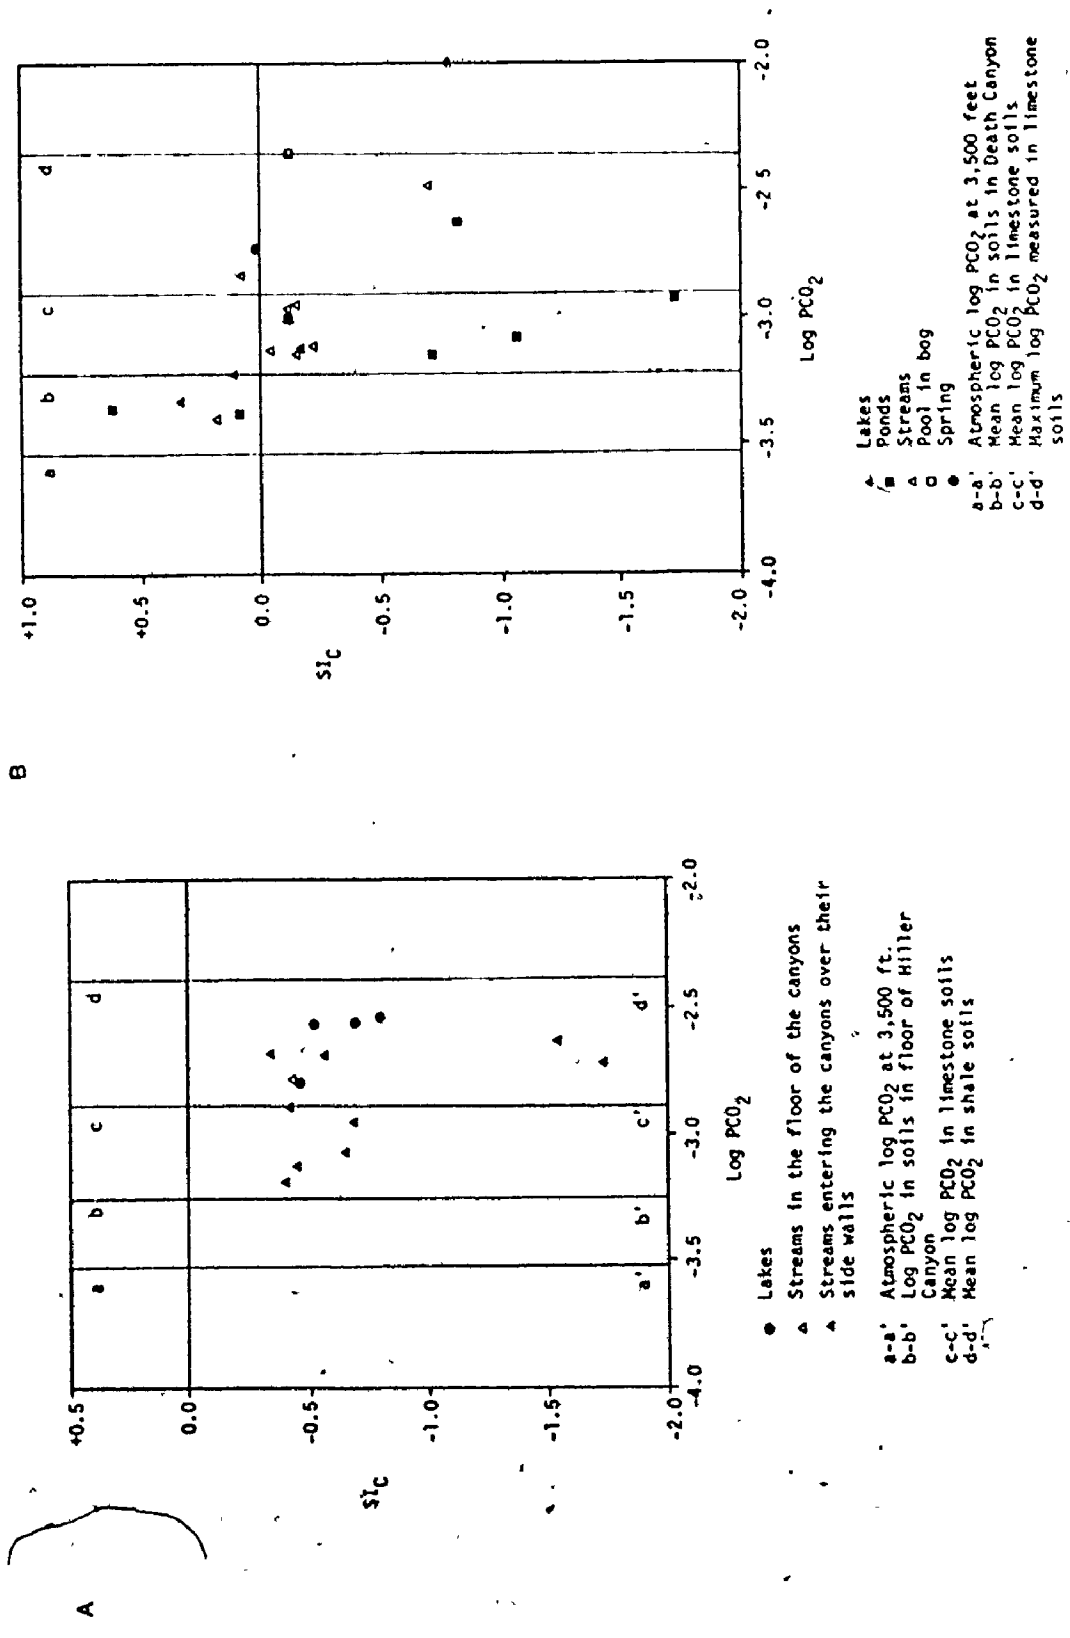 A
SIC
+0.5
0.0
-0.5
-1.0
-1.5
-2.0
a
b
c
d
a'
b'
c'
d'
-4.0
-3.5
-3.0
-2.5
-2.0
Log PCO2
● Lakes
△ Streams in the floor of the canyons
▲ Streams entering the canyons over their
side walls
a-a' Atmospheric log PCO2 at 3,500 ft.
b-b' Log PCO2 in soils in floor of Hiller
Canyon
c-c' Mean log PCO2 in limestone soils
d-d' Mean log PCO2 in shale soils
B
SIC
+1.0
+0.5
0.0
-0.5
-1.0
-1.5
-2.0
a
b
c
d
-4.0
-3.5
-3.0
-2 5
-2.0
Log PCO2
▲ Lakes
■ Ponds
△ Streams
□ Pool in bog
● Spring
a-a' Atmospheric log PCO2 at 3,500 feet
b-b' Mean log PCO2 in soils in Death Canyon
c-c' Mean log PCO2 in limestone soils
d-d' Maximum log PCO2 measured in limestone
soils